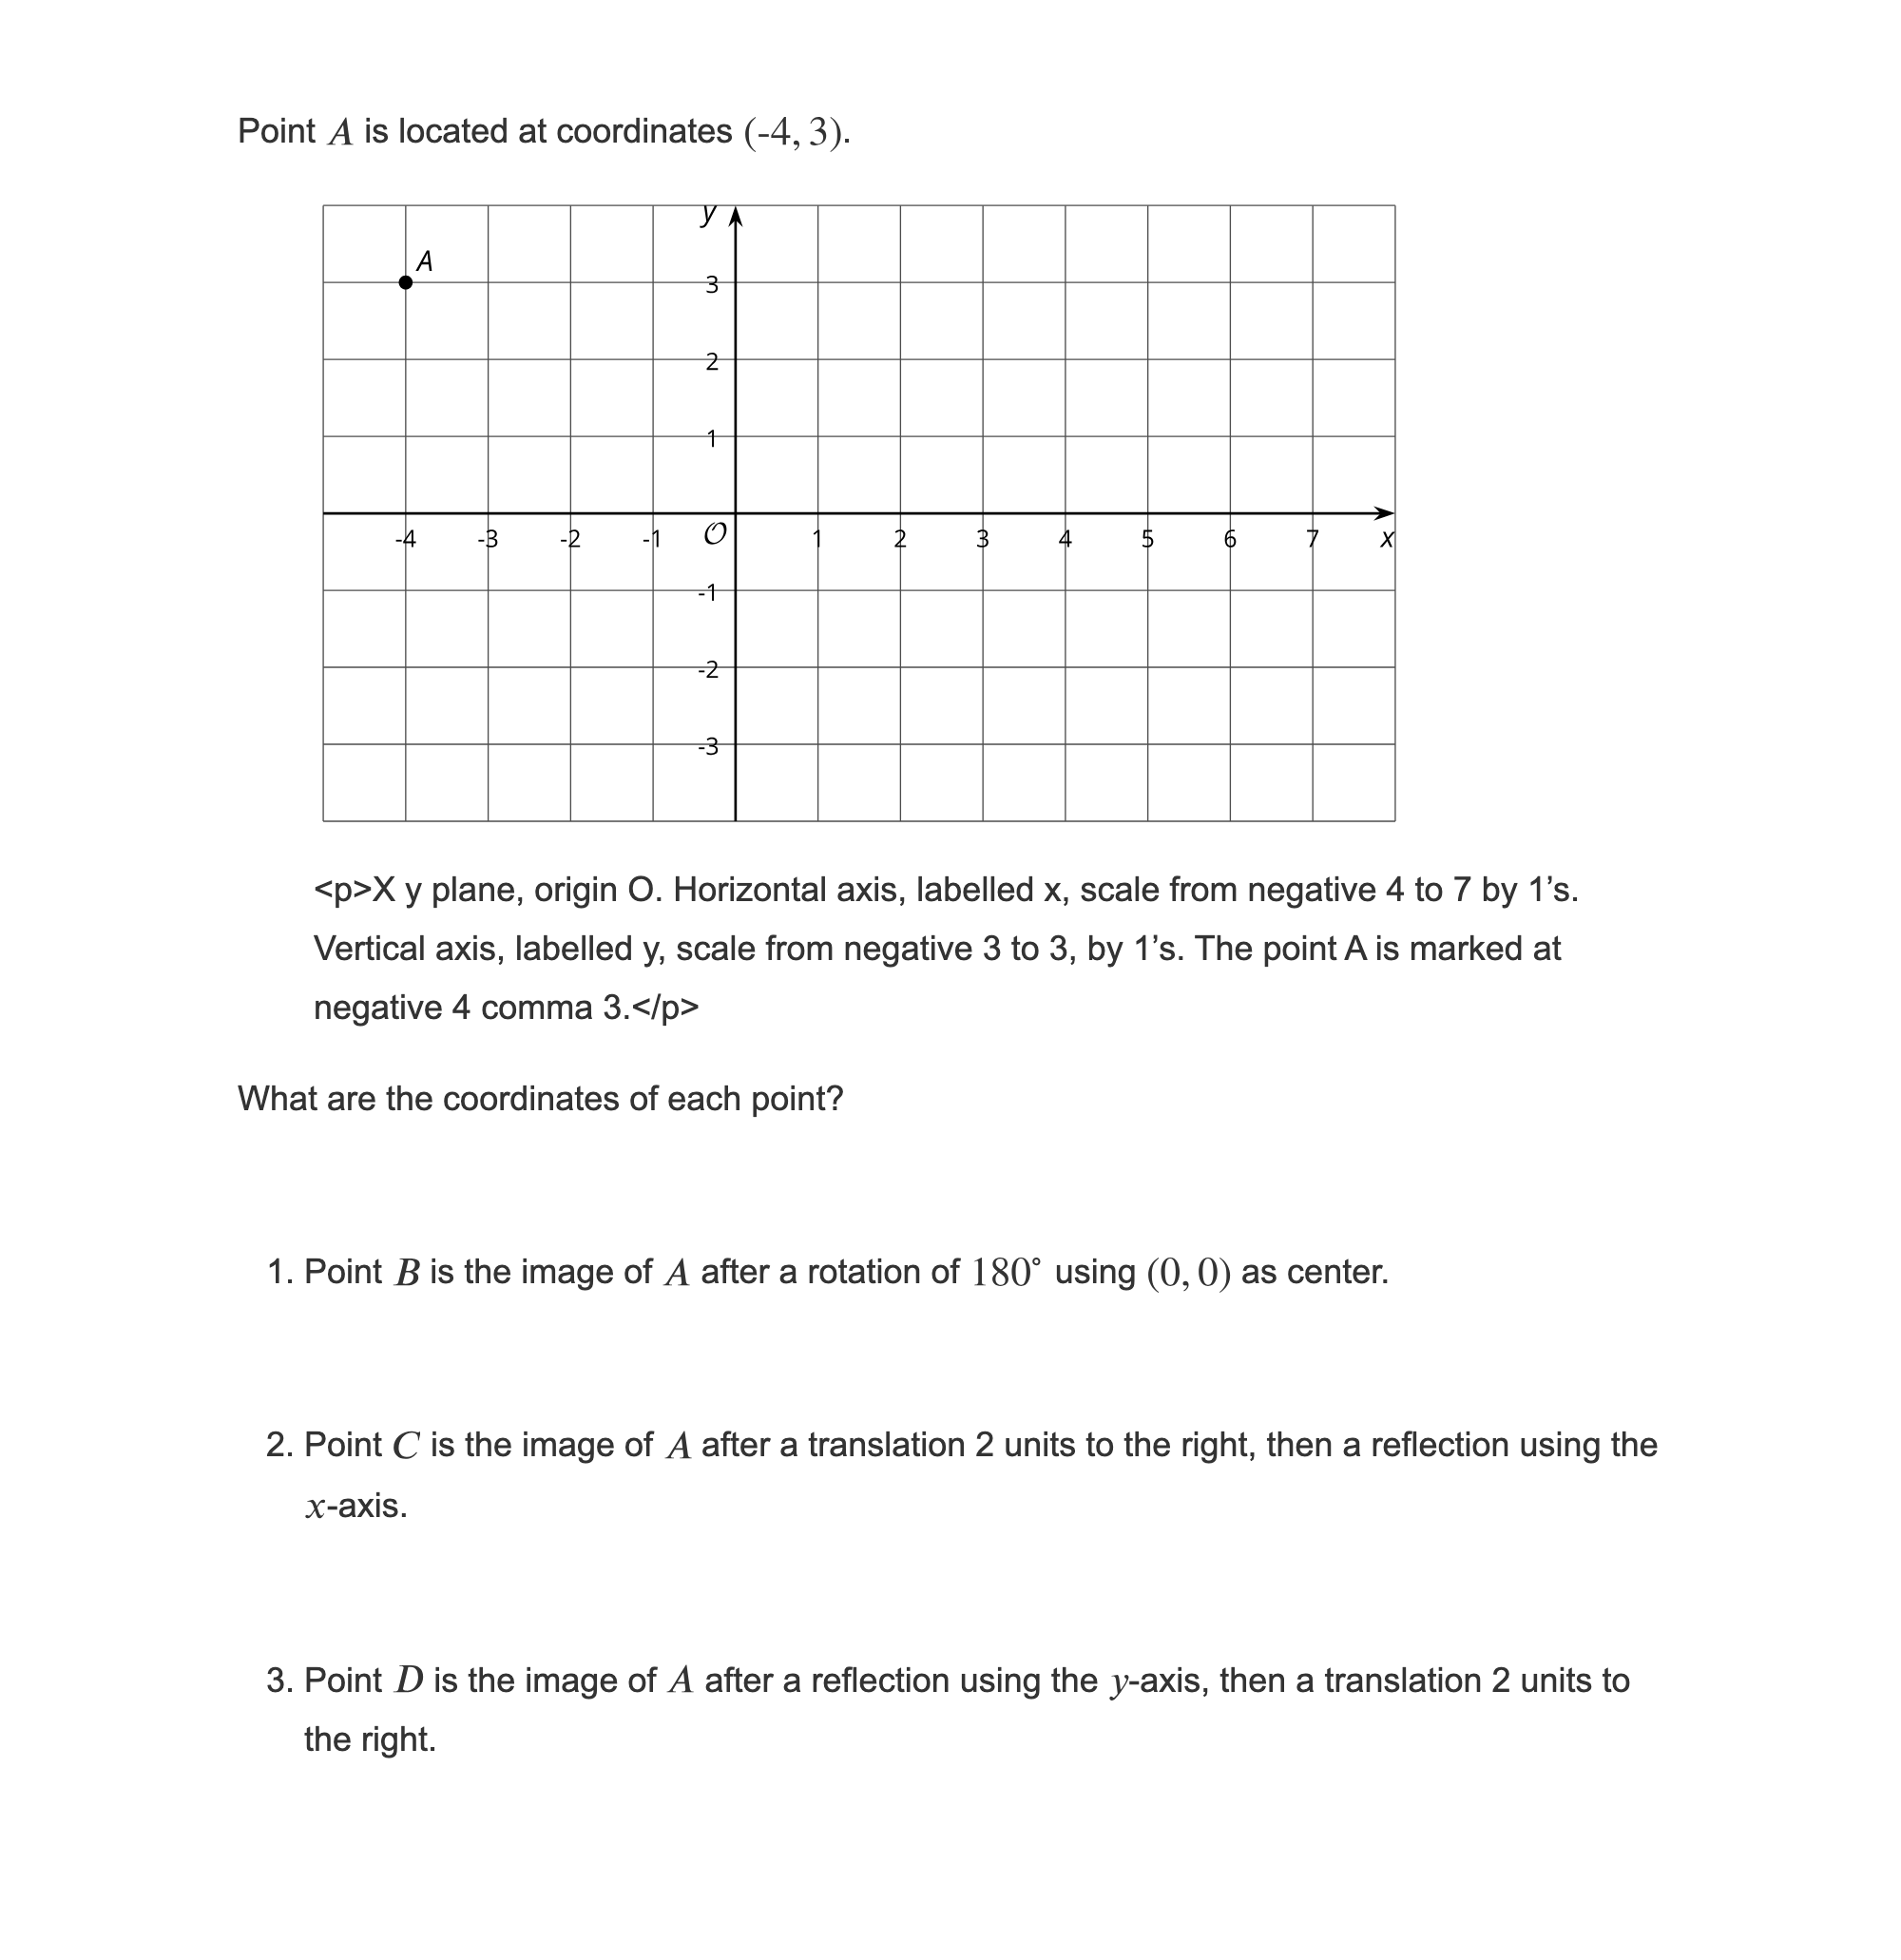 Point A is located at coordinates (-4, 3).
y
A
3
2
1
-4 -3 -2 -1 O 1 2 3 4 5 6 7 x
-1
-2
-3
<p>X y plane, origin O. Horizontal axis, labelled x, scale from negative 4 to 7 by 1’s.
Vertical axis, labelled y, scale from negative 3 to 3, by 1’s. The point A is marked at
negative 4 comma 3.</p>
What are the coordinates of each point?
1. Point B is the image of A after a rotation of 180° using (0, 0) as center.
2. Point C is the image of A after a translation 2 units to the right, then a reflection using the
x-axis.
3. Point D is the image of A after a reflection using the y-axis, then a translation 2 units to
the right.